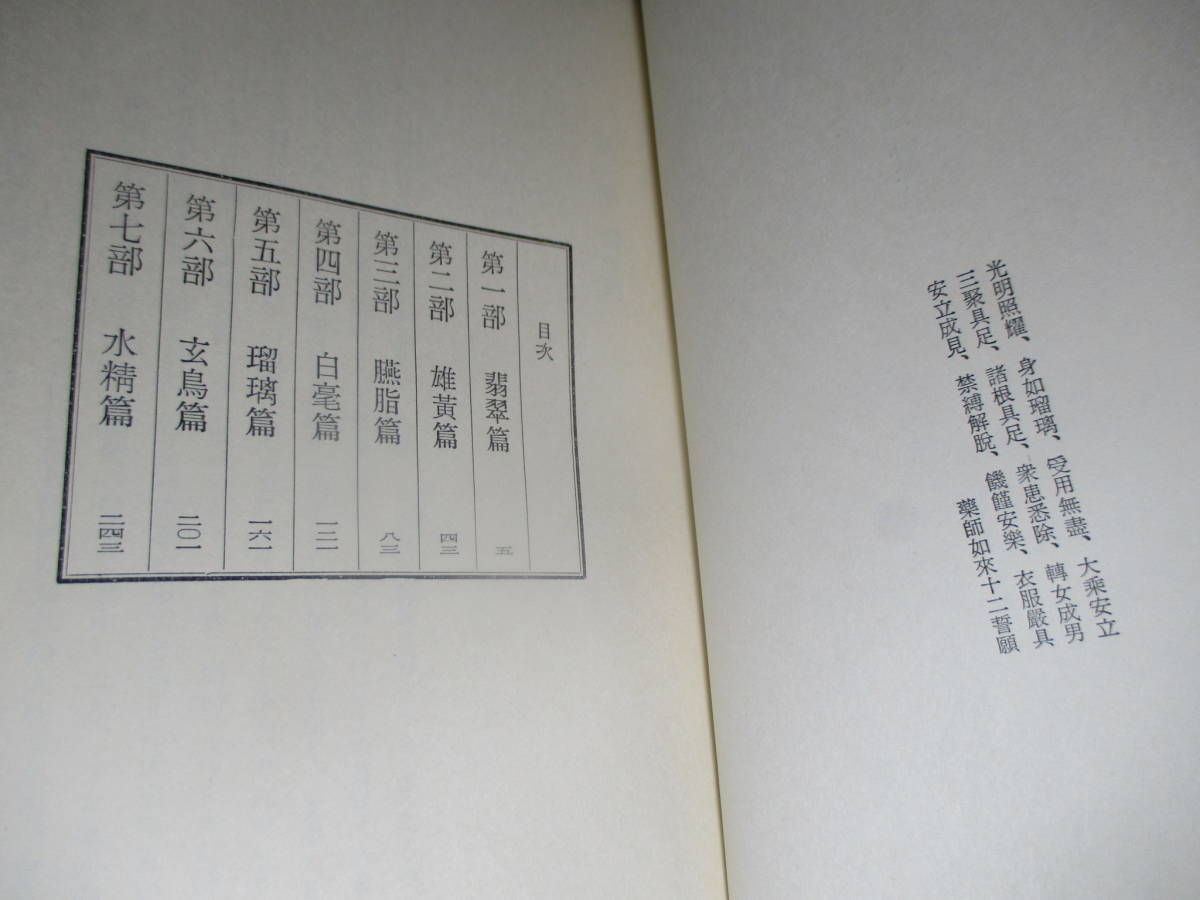 光明照耀、身如瑠璃、受用無盡、大乘安立
三聚具足、諸根具足、衆患悉除、轉女成男
安立成見、禁縛解脫、饑饉安樂、衣服嚴具
藥師如來十二誓願
目次
第一部 翡翠篇 五
第二部 雄黃篇 四三
第三部 臙脂篇 八三
第四部 白毫篇 一二一
第五部 瑠璃篇 一六一
第六部 玄鳥篇 二〇一
第七部 水精篇 二四三